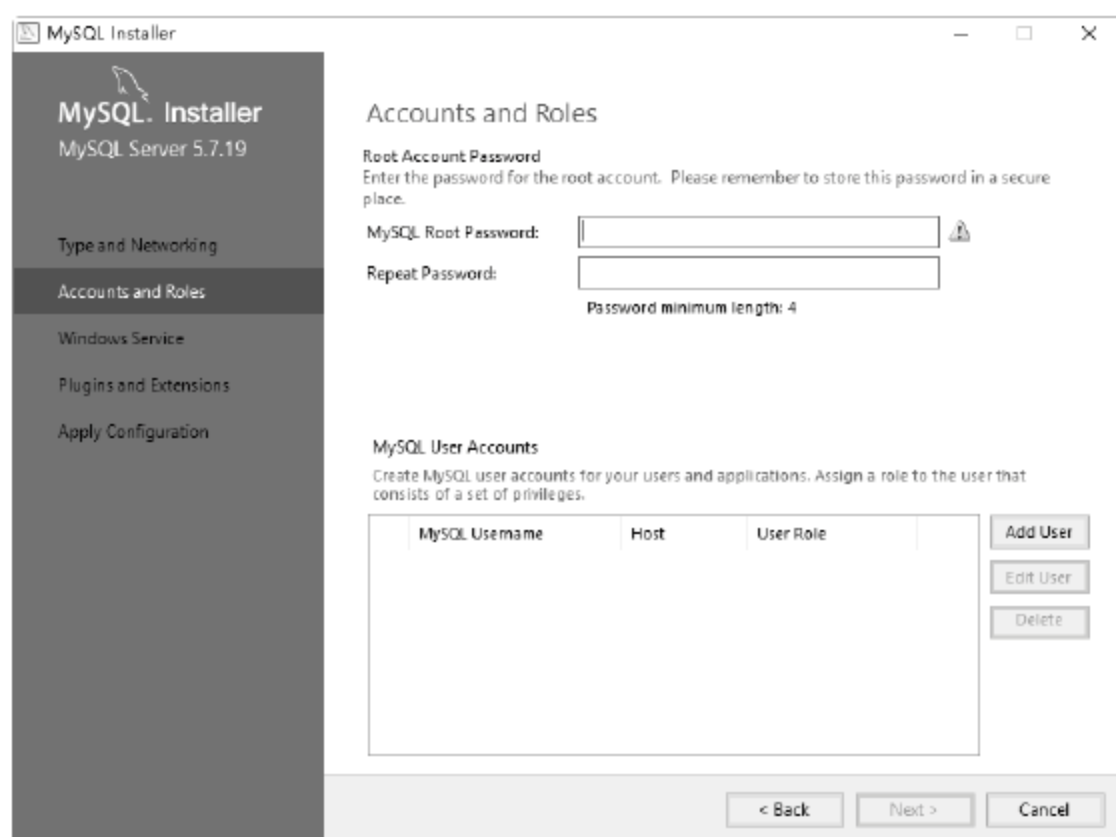 MySQL Installer
MySQL. Installer
MySQL Server 5.7.19
Type and Networking
Accounts and Roles
Windows Service
Plugins and Extensions
Apply Configuration
Accounts and Roles
Root Account Password
Enter the password for the root account. Please remember to store this password in a secure
place.
MySQL Root Password:
Repeat Password:
Password minimum length: 4
MySQL User Accounts
Create MySQL user accounts for your users and applications. Assign a role to the user that
consists of a set of privileges.
MySQL Username Host User Role
Add User
Edit User
Delete
< Back Next > Cancel